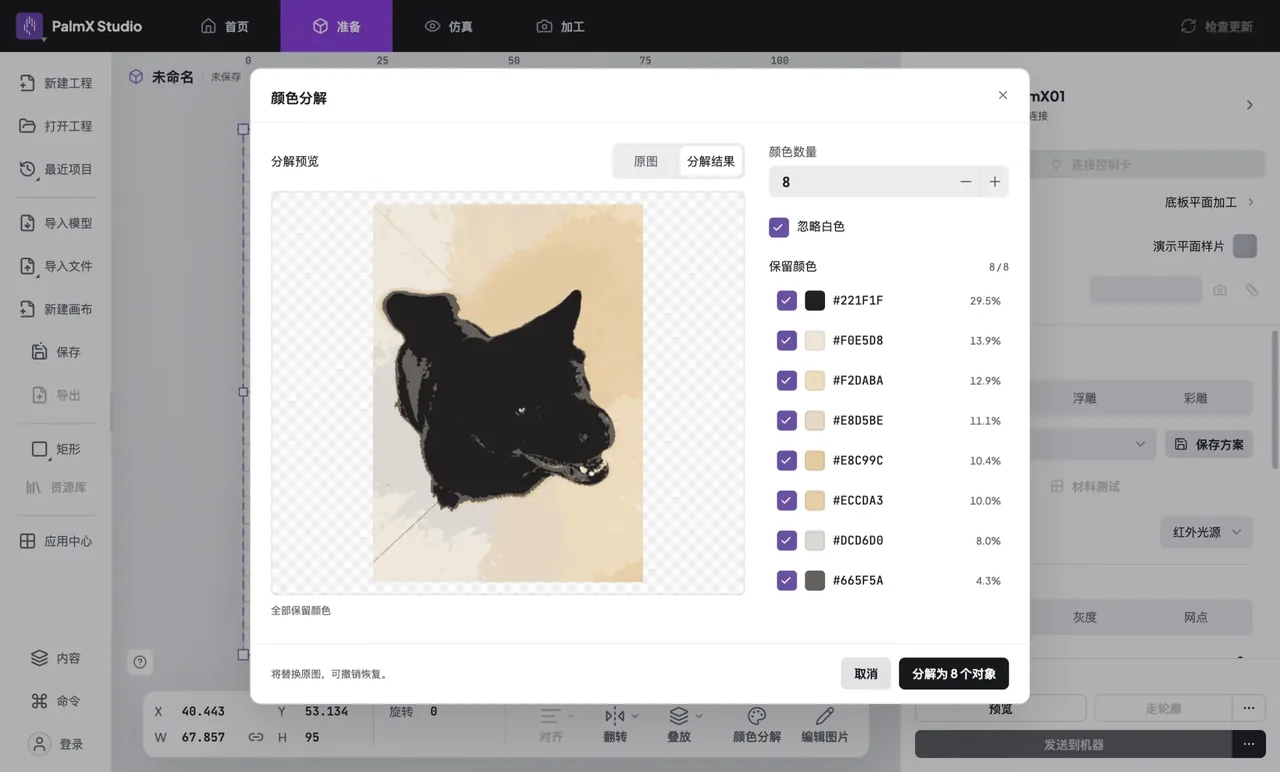 PalmX Studio
首页
准备
仿真
加工
检查更新
新建工程
打开工程
最近项目
导入模型
导入文件
新建画布
保存
导出
矩形
资源库
应用中心
内容
命令
登录
未命名
未保存
0 25 50 75 100
颜色分解
分解预览
原图
分解结果
全部保留颜色
颜色数量
8
忽略白色
保留颜色 8/8
#221F1F 29.5%
#F0E5D8 13.9%
#F2DABA 12.9%
#E8D5BE 11.1%
#E8C99C 10.4%
#ECCDA3 10.0%
#DCD6D0 8.0%
#665F5A 4.3%
将替换原图，可撤销恢复。
取消
分解为 8 个对象
X 40.443 Y 53.134 旋转 0
W 67.857 H 95
对齐
翻转
叠放
颜色分解
编辑图片
mX01
连接
连接控制卡
底板平面加工
演示平面样片
浮雕
彩雕
保存方案
材料测试
红外光源
灰度
网点
预览
走轮廓
发送到机器